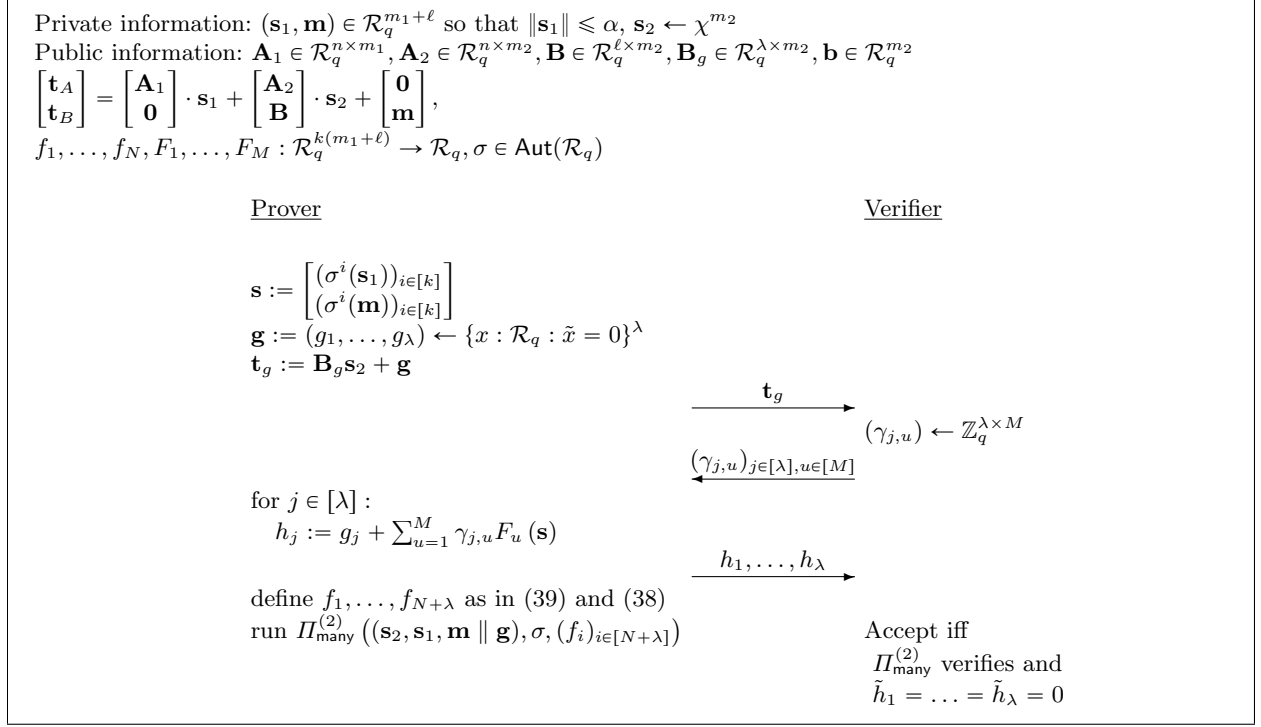 Private information: (s₁, m) ∈ R_q^{m₁+ℓ} so that ‖s₁‖ ⩽ α, s₂ ← χ^{m₂}
Public information: A₁ ∈ R_q^{n×m₁}, A₂ ∈ R_q^{n×m₂}, B ∈ R_q^{ℓ×m₂}, B_g ∈ R_q^{λ×m₂}, b ∈ R_q^{m₂}
[t_A; t_B] = [A₁; 0] · s₁ + [A₂; B] · s₂ + [0; m],
f₁, …, f_N, F₁, …, F_M : R_q^{k(m₁+ℓ)} → R_q, σ ∈ Aut(R_q)
Prover Verifier
s := [(σ^i(s₁))_{i∈[k]}; (σ^i(m))_{i∈[k]}]
g := (g₁, …, g_λ) ← {x : R_q : x̃ = 0}^λ
t_g := B_g s₂ + g
t_g
(γ_{j,u}) ← ℤ_q^{λ×M}
(γ_{j,u})_{j∈[λ],u∈[M]}
for j ∈ [λ] :
h_j := g_j + ∑_{u=1}^{M} γ_{j,u} F_u (s)
h₁, …, h_λ
define f₁, …, f_{N+λ} as in (39) and (38)
run Π_many^{(2)} ((s₂, s₁, m ‖ g), σ, (f_i)_{i∈[N+λ]}) Accept iff
Π_many^{(2)} verifies and
h̃₁ = … = h̃_λ = 0